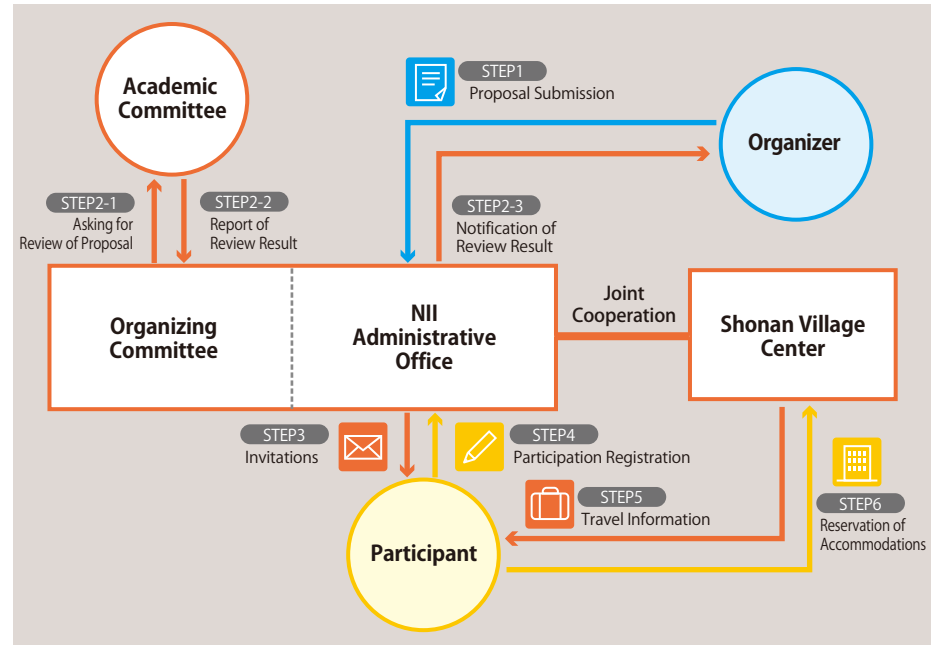 Academic
Committee
STEP1
Proposal Submission
Organizer
STEP2-1
Asking for
Review of Proposal
STEP2-2
Report of
Review Result
STEP2-3
Notification of
Review Result
Organizing
Committee
NII
Administrative
Office
Joint
Cooperation
Shonan Village
Center
STEP3
Invitations
STEP4
Participation Registration
STEP5
Travel Information
STEP6
Reservation of
Accommodations
Participant